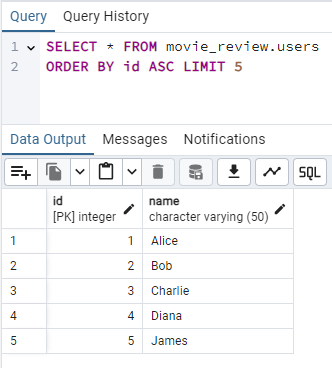 Query Query History
1 SELECT * FROM movie_review.users
2 ORDER BY id ASC LIMIT 5
Data Output Messages Notifications
SQL
id name
[PK] integer character varying (50)
1 1 Alice
2 2 Bob
3 3 Charlie
4 4 Diana
5 5 James